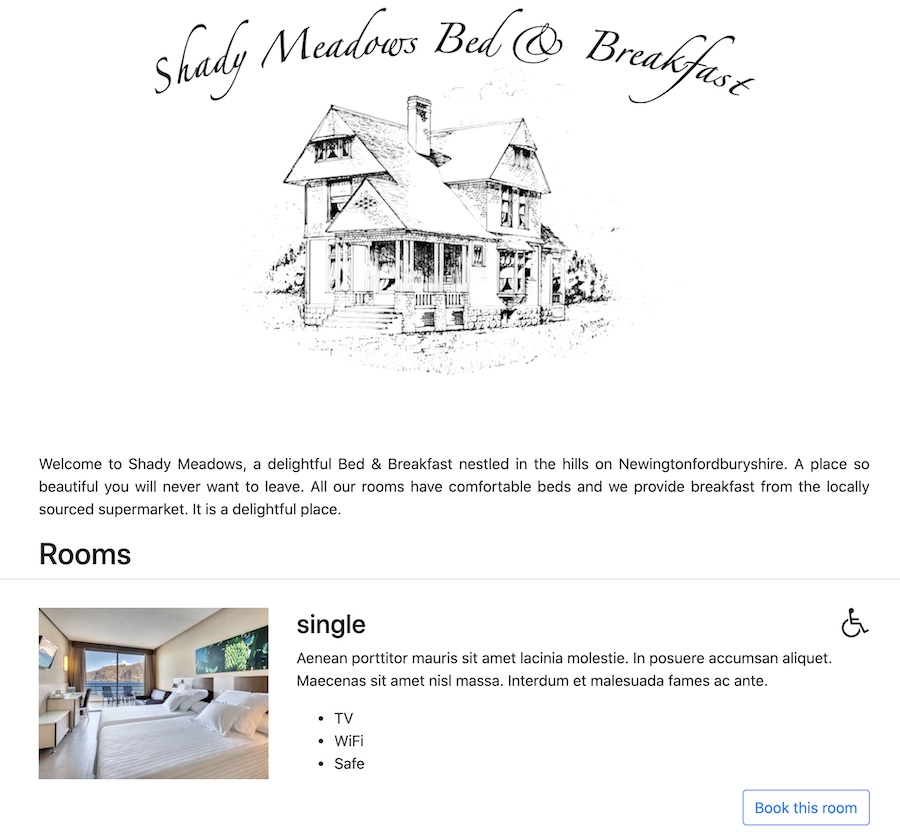 Shady Meadows Bed & Breakfast
Welcome to Shady Meadows, a delightful Bed & Breakfast nestled in the hills on Newingtonfordburyshire. A place so
beautiful you will never want to leave. All our rooms have comfortable beds and we provide breakfast from the locally
sourced supermarket. It is a delightful place.
Rooms
single
Aenean porttitor mauris sit amet lacinia molestie. In posuere accumsan aliquet.
Maecenas sit amet nisl massa. Interdum et malesuada fames ac ante.
• TV
• WiFi
• Safe
Book this room